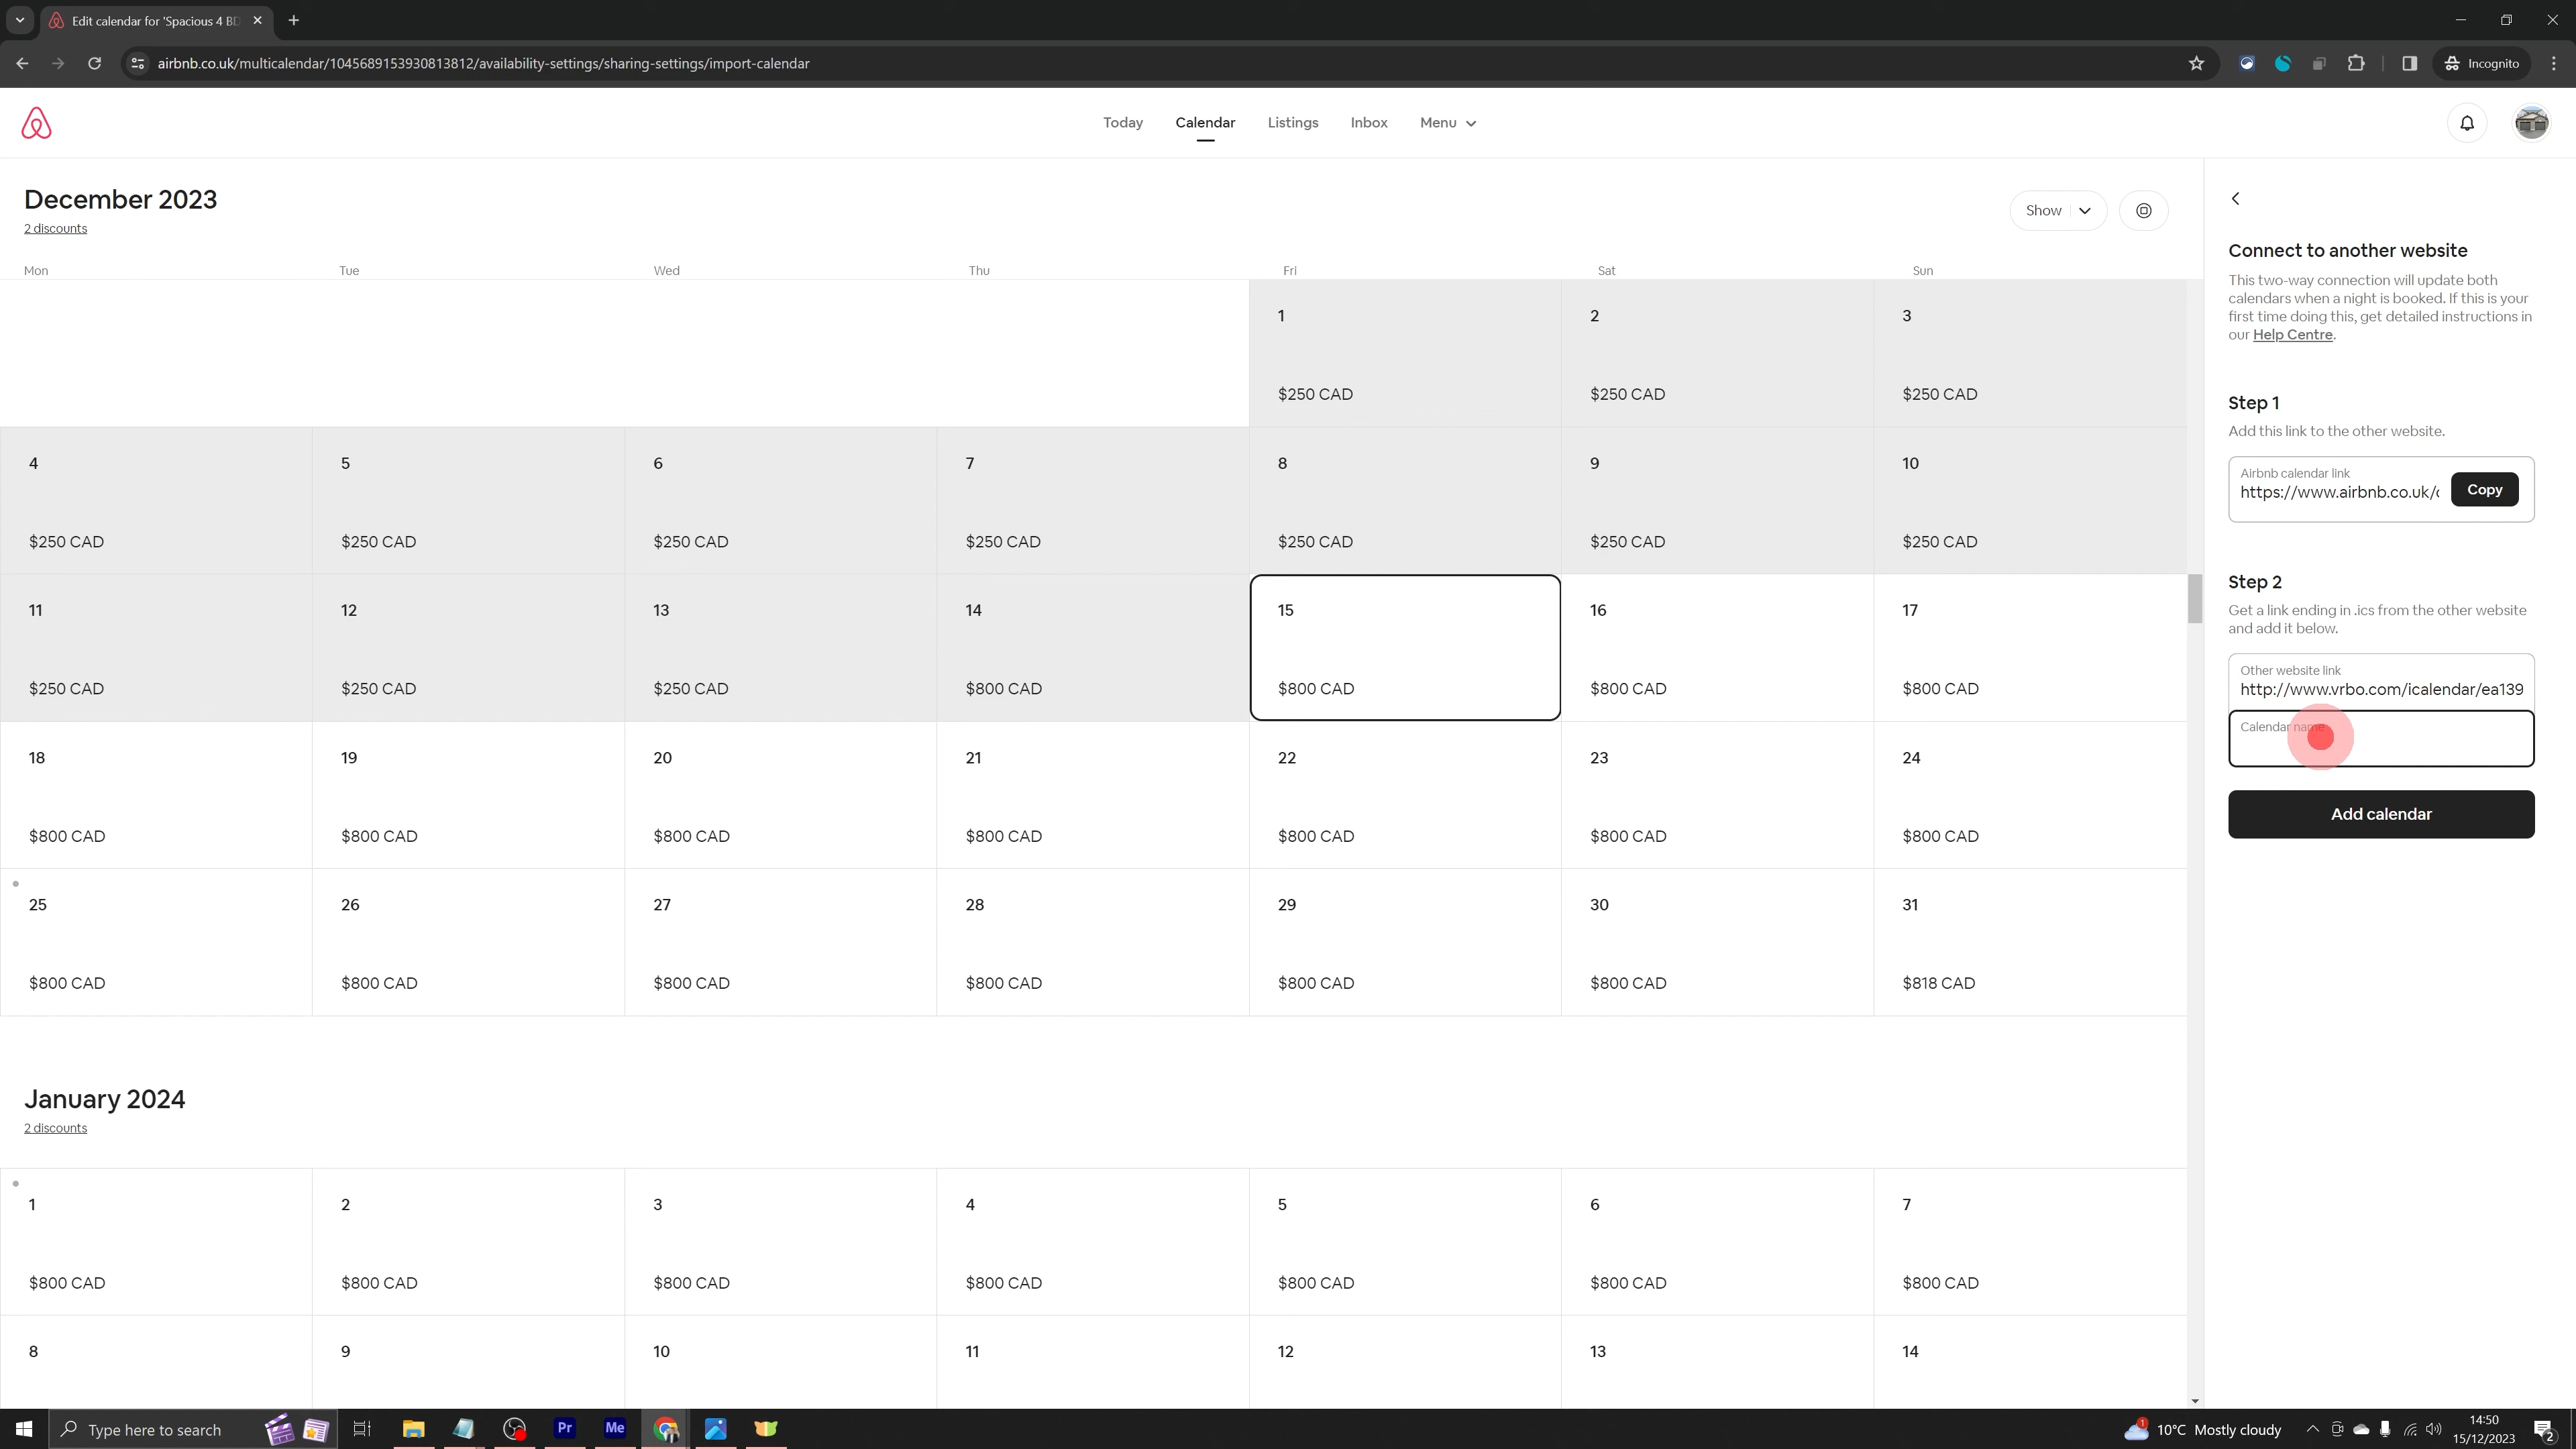 Edit calendar for 'Spacious 4 BD
airbnb.co.uk/multicalendar/1045689153930813812/availability-settings/sharing-settings/import-calendar
Incognito
Today Calendar Listings Inbox Menu
December 2023
2 discounts
Show
Mon Tue Wed Thu Fri Sat Sun
1 2 3
$250 CAD $250 CAD $250 CAD
4 5 6 7 8 9 10
$250 CAD $250 CAD $250 CAD $250 CAD $250 CAD $250 CAD $250 CAD
11 12 13 14 15 16 17
$250 CAD $250 CAD $250 CAD $800 CAD $800 CAD $800 CAD $800 CAD
18 19 20 21 22 23 24
$800 CAD $800 CAD $800 CAD $800 CAD $800 CAD $800 CAD $800 CAD
25 26 27 28 29 30 31
$800 CAD $800 CAD $800 CAD $800 CAD $800 CAD $800 CAD $818 CAD
January 2024
2 discounts
1 2 3 4 5 6 7
$800 CAD $800 CAD $800 CAD $800 CAD $800 CAD $800 CAD $800 CAD
8 9 10 11 12 13 14
Connect to another website
This two-way connection will update both
calendars when a night is booked. If this is your
first time doing this, get detailed instructions in
our Help Centre.
Step 1
Add this link to the other website.
Airbnb calendar link
https://www.airbnb.co.uk/c
Copy
Step 2
Get a link ending in .ics from the other website
and add it below.
Other website link
http://www.vrbo.com/icalendar/ea139
Calendar name
Add calendar
Type here to search
Pr
Me
1
10°C Mostly cloudy
14:50
15/12/2023
2